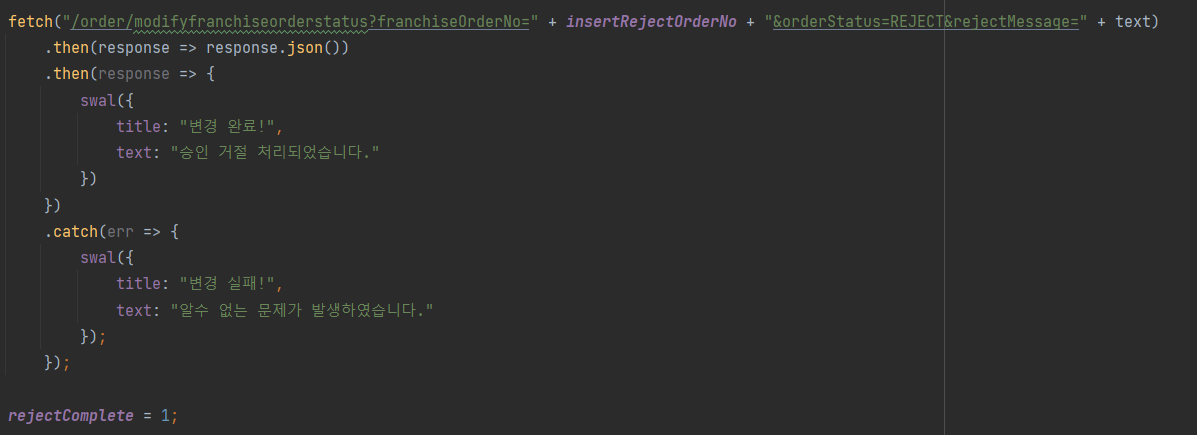 fetch("/order/modifyfranchiseorderstatus?franchiseOrderNo=" + insertRejectOrderNo + "&orderStatus=REJECT&rejectMessage=" + text)
.then(response => response.json())
.then(response => {
swal({
title: "변경 완료!",
text: "승인 거절 처리되었습니다."
})
})
.catch(err => {
swal({
title: "변경 실패!",
text: "알수 없는 문제가 발생하였습니다."
});
});
rejectComplete = 1;